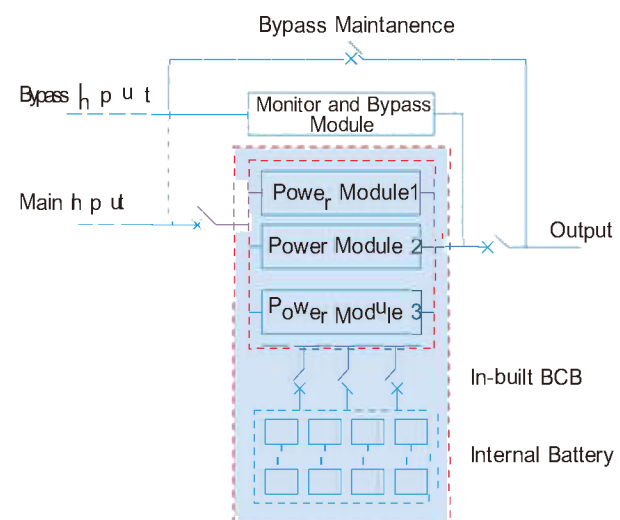 Bypass Maintanence
Bypass Input
Monitor and Bypass
Module
Main Input
Power Module1
Power Module 2
Output
Power Module 3
In-built BCB
Internal Battery